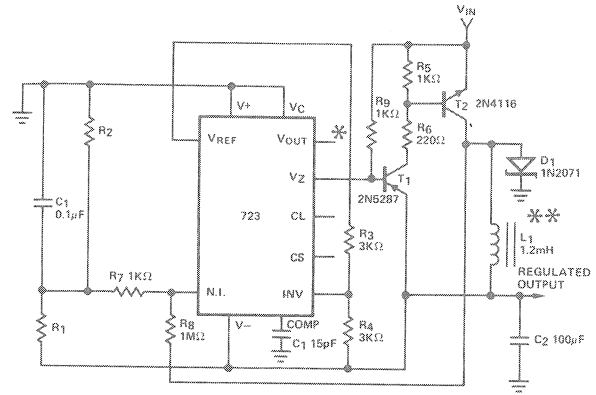 VIN
R5
1KΩ
T2 2N4116
R9
1KΩ
R6
220Ω
V+
VC
R2
VREF
VOUT
*
D1
1N2071
VZ
T1
2N5287
C1
0.1µF
723
CL
R3
3KΩ
**
L1
1.2mH
CS
REGULATED
OUTPUT
R7 1KΩ
N.I.
INV
R1
R8
1MΩ
V−
COMP
C1 15pF
R4
3KΩ
C2 100µF